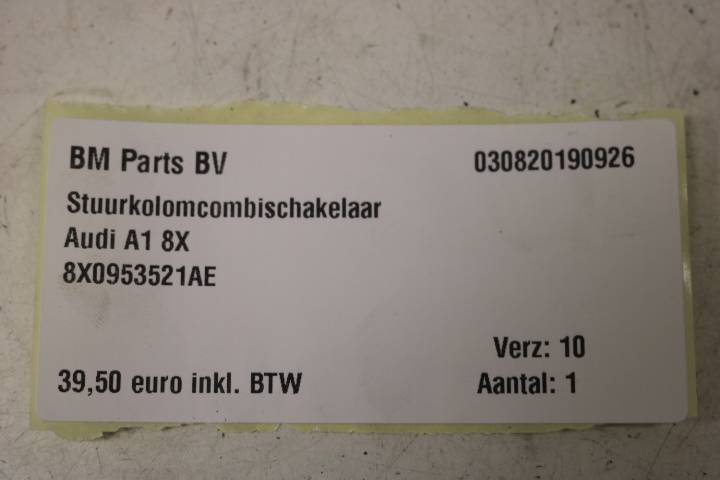 BM Parts BV 030820190926
Stuurkolomcombischakelaar
Audi A1 8X
8X0953521AE
Verz: 10
39,50 euro inkl. BTW Aantal: 1